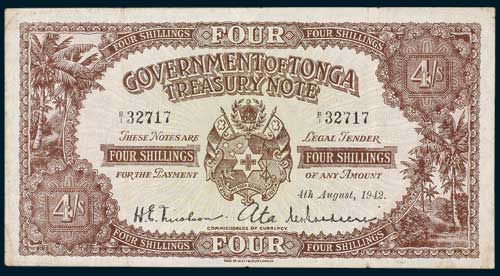 FOUR SHILLINGS FOUR FOUR SHILLINGS
4/s
GOVERNMENT OF TONGA
TREASURY NOTE
B/1 32717 B/1 32717
THESE NOTES ARE LEGAL TENDER
FOUR SHILLINGS FOUR SHILLINGS
FOR THE PAYMENT OF ANY AMOUNT
4th August, 1942.
4/s
Ata
COMMISSIONERS OF CURRENCY
FOUR SHILLINGS FOUR FOUR SHILLINGS